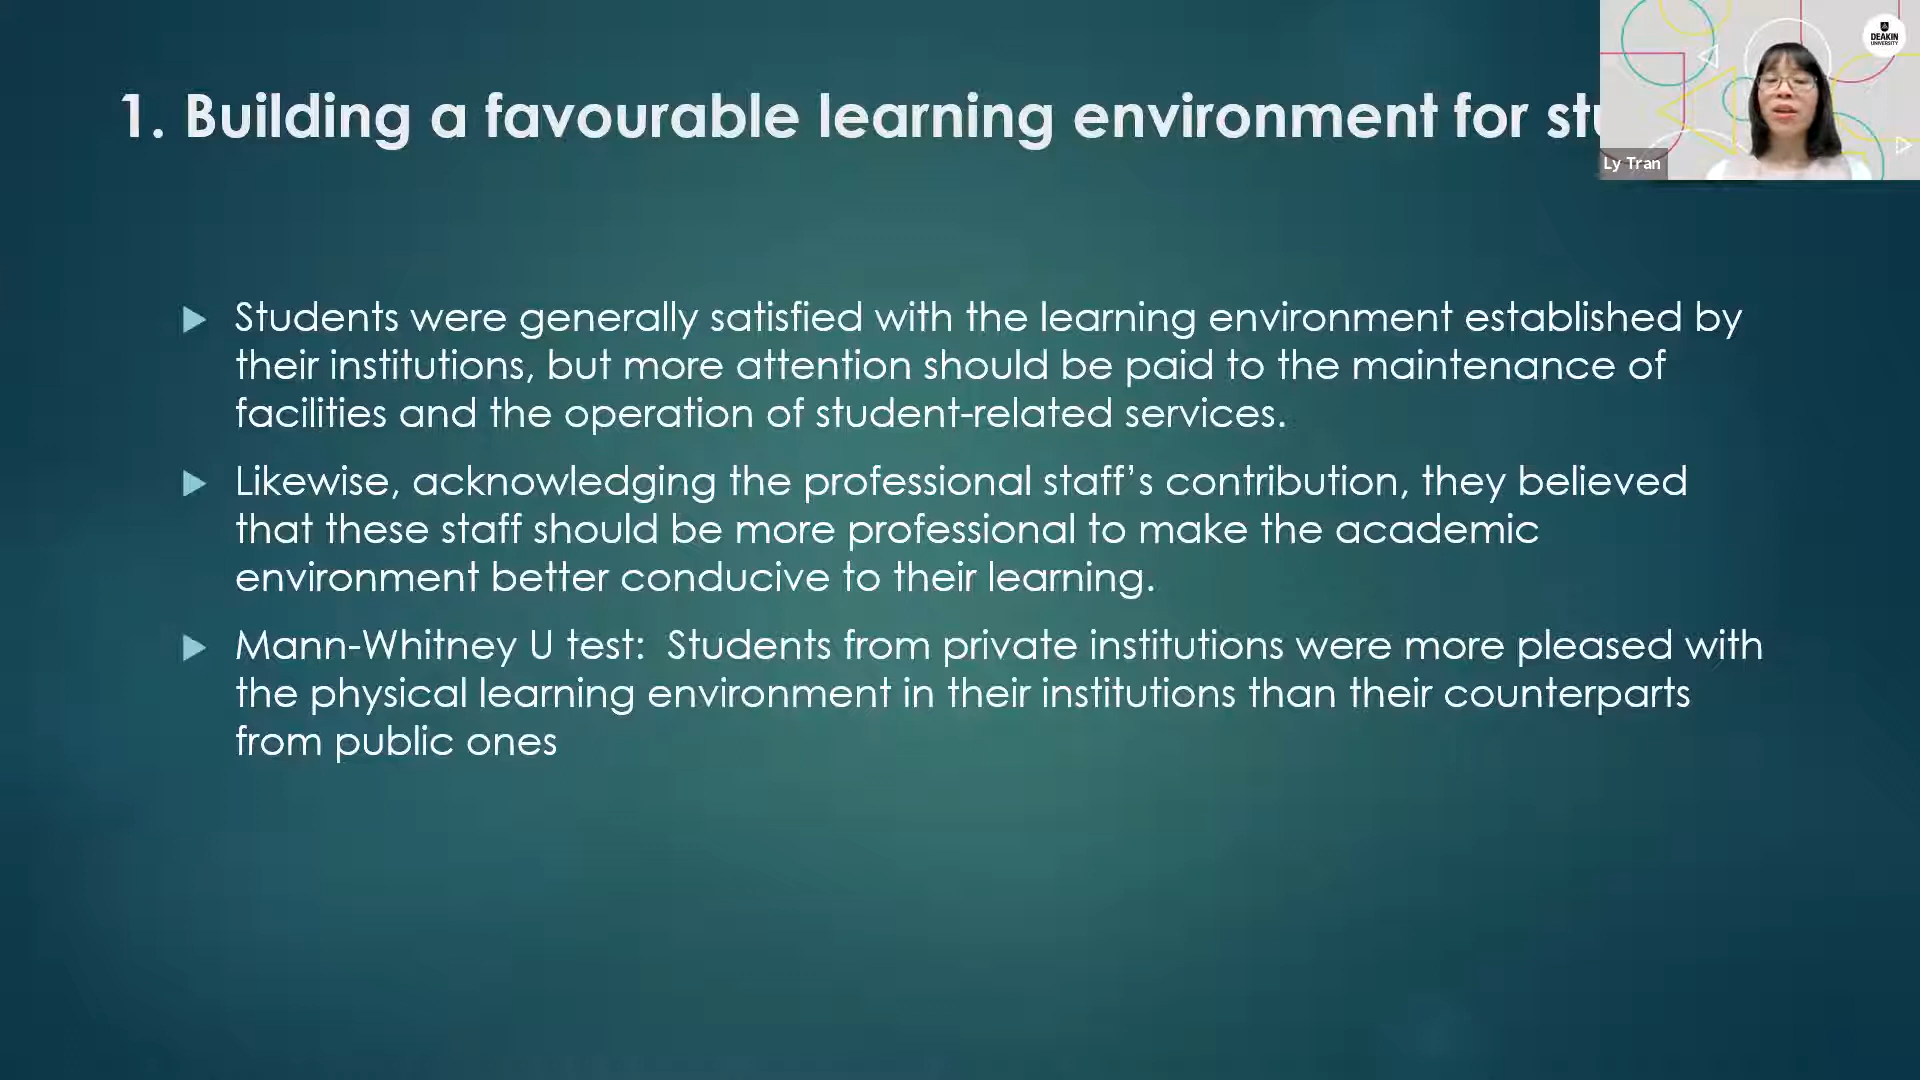 1. Building a favourable learning environment for
DEAKIN
UNIVERSITY
Ly Tran
Students were generally satisfied with the learning environment established by
their institutions, but more attention should be paid to the maintenance of
facilities and the operation of student-related services.
Likewise, acknowledging the professional staff’s contribution, they believed
that these staff should be more professional to make the academic
environment better conducive to their learning.
Mann-Whitney U test:  Students from private institutions were more pleased with
the physical learning environment in their institutions than their counterparts
from public ones